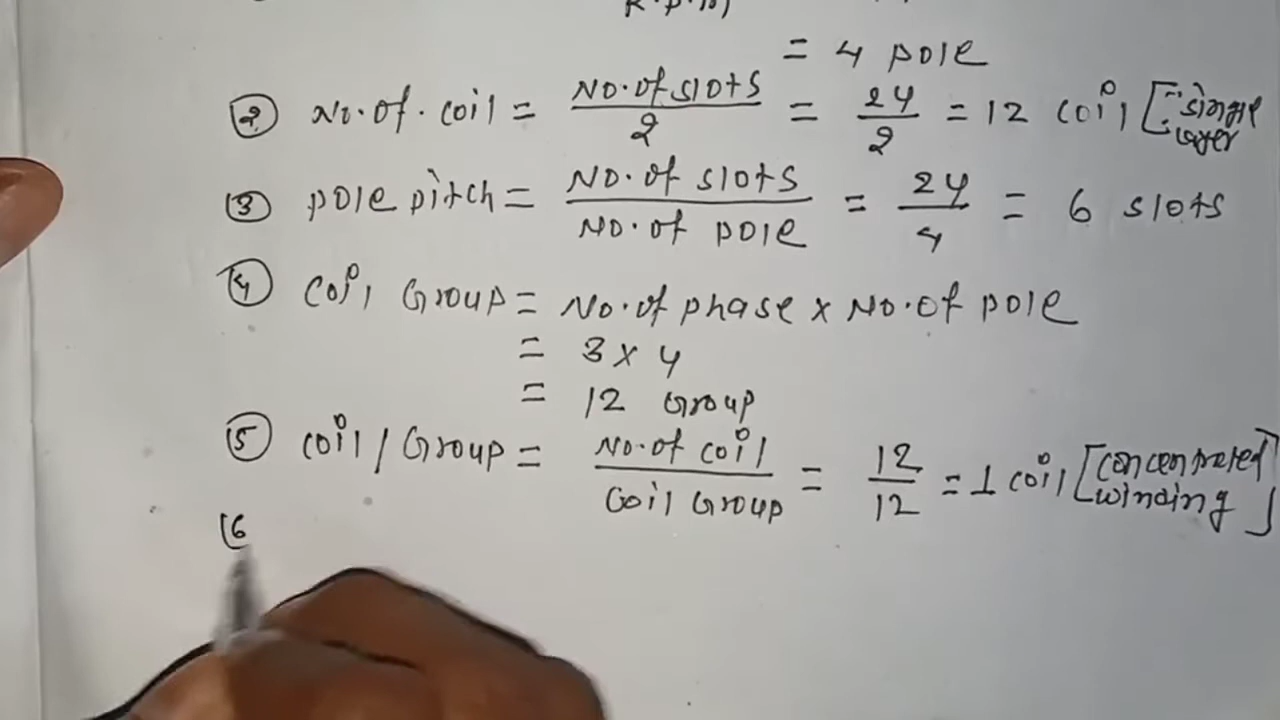 R.P.M)
= 4 pole
② No. of. coil = No. of slots / 2 = 24 / 2 = 12 coil [∵ single layer
③ pole pitch = No. of slots / No. of pole = 24 / 4 = 6 slots
④ Coil Group = No. of phase × No. of pole
= 3 × 4
= 12 Group
⑤ Coil / Group = No. of coil / Coil Group = 12 / 12 = 1 coil [concentrated winding]
(6